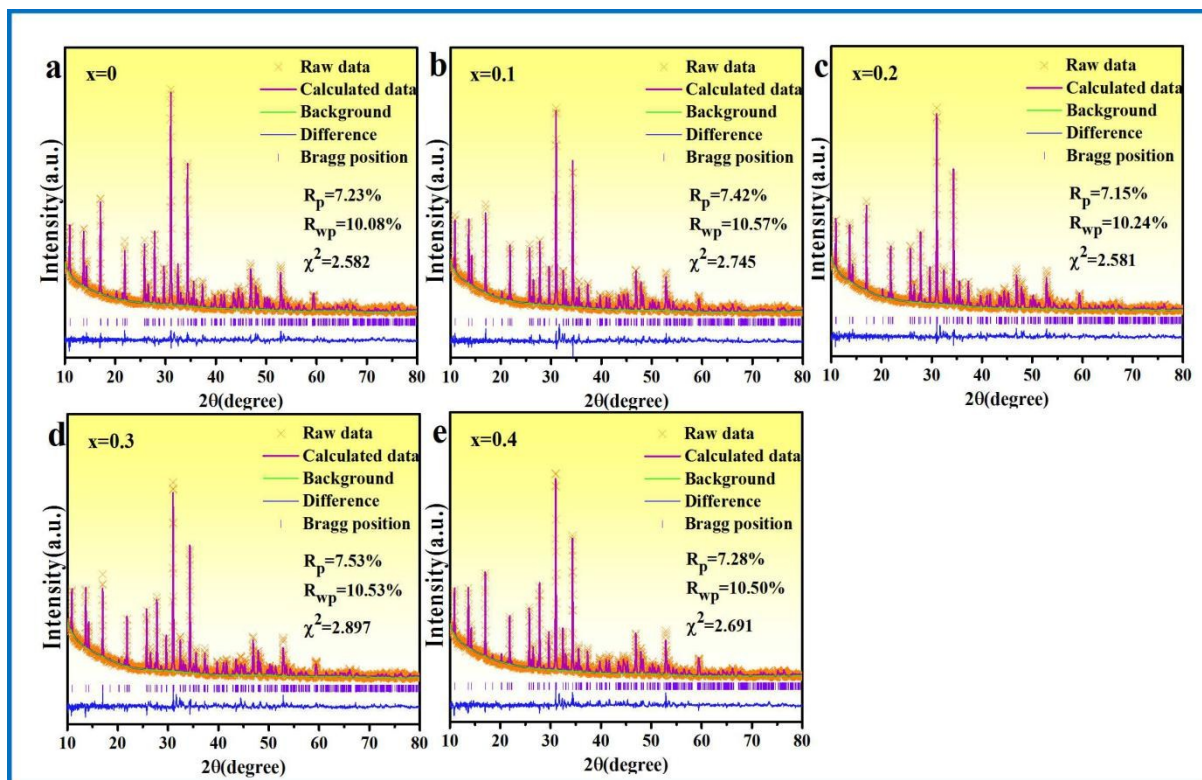 a
x=0
Raw data
Calculated data
Background
Difference
Bragg position
Rp=7.23%
Rwp=10.08%
χ²=2.582
Intensity(a.u.)
10 20 30 40 50 60 70 80
2θ(degree)
b
x=0.1
Raw data
Calculated data
Background
Difference
Bragg position
Rp=7.42%
Rwp=10.57%
χ²=2.745
Intensity(a.u.)
10 20 30 40 50 60 70 80
2θ(degree)
c
x=0.2
Raw data
Calculated data
Background
Difference
Bragg position
Rp=7.15%
Rwp=10.24%
χ²=2.581
Intensity(a.u.)
10 20 30 40 50 60 70 80
2θ(degree)
d
x=0.3
Raw data
Calculated data
Background
Difference
Bragg position
Rp=7.53%
Rwp=10.53%
χ²=2.897
Intensity(a.u.)
10 20 30 40 50 60 70 80
2θ(degree)
e
x=0.4
Raw data
Calculated data
Background
Difference
Bragg position
Rp=7.28%
Rwp=10.50%
χ²=2.691
Intensity(a.u.)
10 20 30 40 50 60 70 80
2θ(degree)